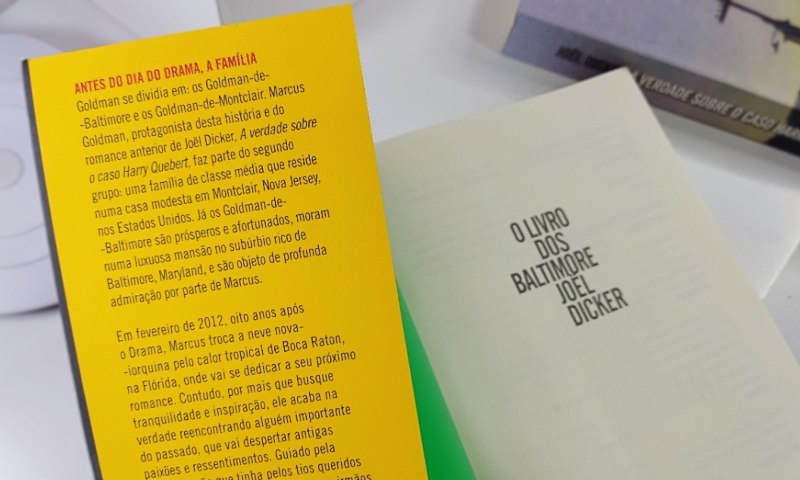 ANTES DO DIA DO DRAMA, A FAMÍLIA
Goldman se dividia em: os Goldman-de-
-Baltimore e os Goldman-de-Montclair. Marcus
Goldman, protagonista desta história e do
romance anterior de Joël Dicker, A verdade sobre
o caso Harry Quebert, faz parte do segundo
grupo: uma família de classe média que reside
numa casa modesta em Montclair, Nova Jersey,
nos Estados Unidos. Já os Goldman-de-
-Baltimore são prósperos e afortunados, moram
numa luxuosa mansão no subúrbio rico de
Baltimore, Maryland, e são objeto de profunda
admiração por parte de Marcus.
Em fevereiro de 2012, oito anos após
o Drama, Marcus troca a neve nova-
-iorquina pelo calor tropical de Boca Raton,
na Flórida, onde vai se dedicar a seu próximo
romance. Contudo, por mais que busque
tranquilidade e inspiração, ele acaba na
verdade reencontrando alguém importante
do passado, que vai despertar antigas
paixões e ressentimentos. Guiado pela
que tinha pelos tios queridos
O LIVRO
DOS
BALTIMORE
JOËL
DICKER
JOËL
A VERDADE SOBRE O CASO